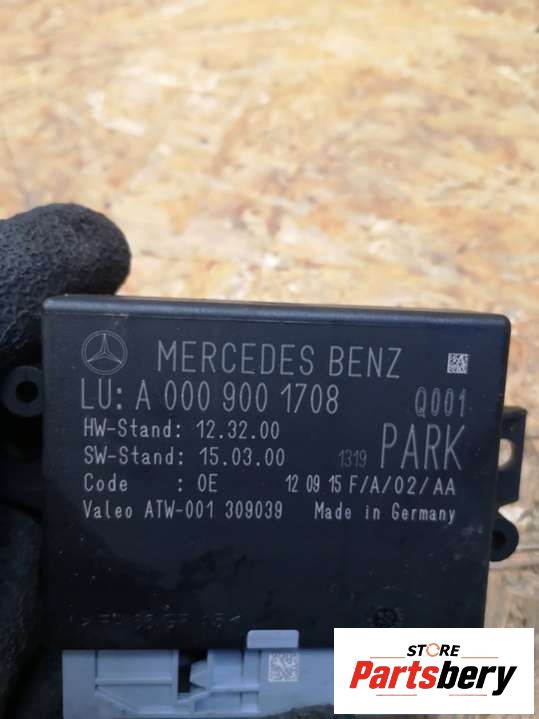 MERCEDES BENZ
LU: A 000 900 1708 Q001
HW-Stand: 12.32.00
SW-Stand: 15.03.00 1319 PARK
Code : 0E 12 09 15 F/A/02/AA
Valeo ATW-001 309039 Made in Germany
STORE
Partsbery